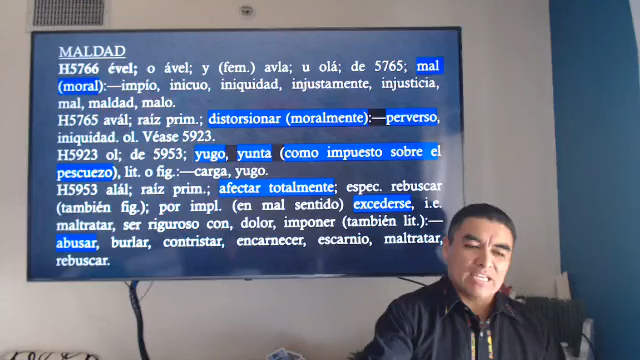 MALDAD
H5766 ével; o ável; y (fem.) avla; u olá; de 5765; mal
(moral):—impío, inicuo, iniquidad, injustamente, injusticia,
mal, maldad, malo.
H5765 avál; raíz prim.; distorsionar (moralmente):—perverso,
iniquidad. ol. Véase 5923.
H5923 ol; de 5953; yugo, yunta (como impuesto sobre el
pescuezo), lit. o fig.:—carga, yugo.
H5953 alál; raíz prim.; afectar totalmente; espec. rebuscar
(también fig.); por impl. (en mal sentido) excederse, i.e.
maltratar, ser riguroso con, dolor, imponer (también lit.):—
abusar, burlar, contristar, encarnecer, escarnio, maltratar,
rebuscar.